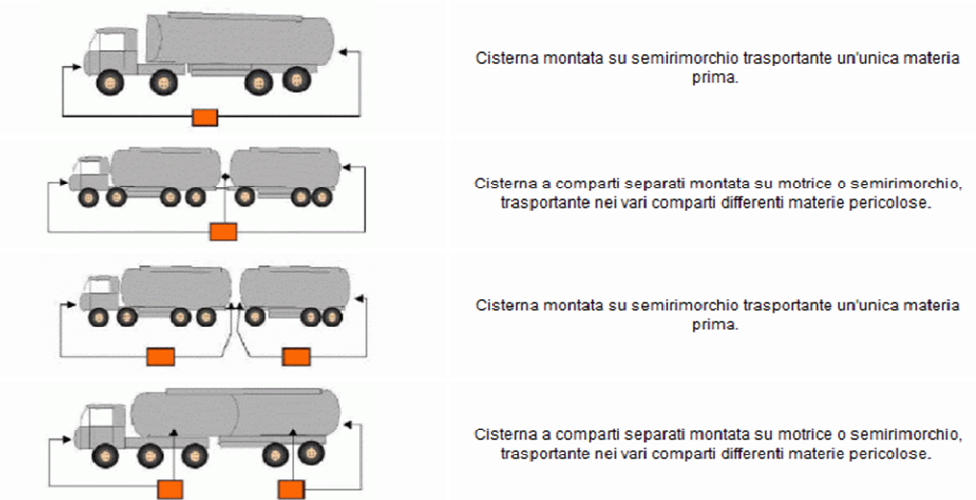 Cisterna montata su semirimorchio trasportante un'unica materia
prima.
Cisterna a comparti separati montata su motrice o semirimorchio,
trasportante nei vari comparti differenti materie pericolose.
Cisterna montata su semirimorchio trasportante un'unica materia
prima.
Cisterna a comparti separati montata su motrice o semirimorchio,
trasportante nei vari comparti differenti materie pericolose.